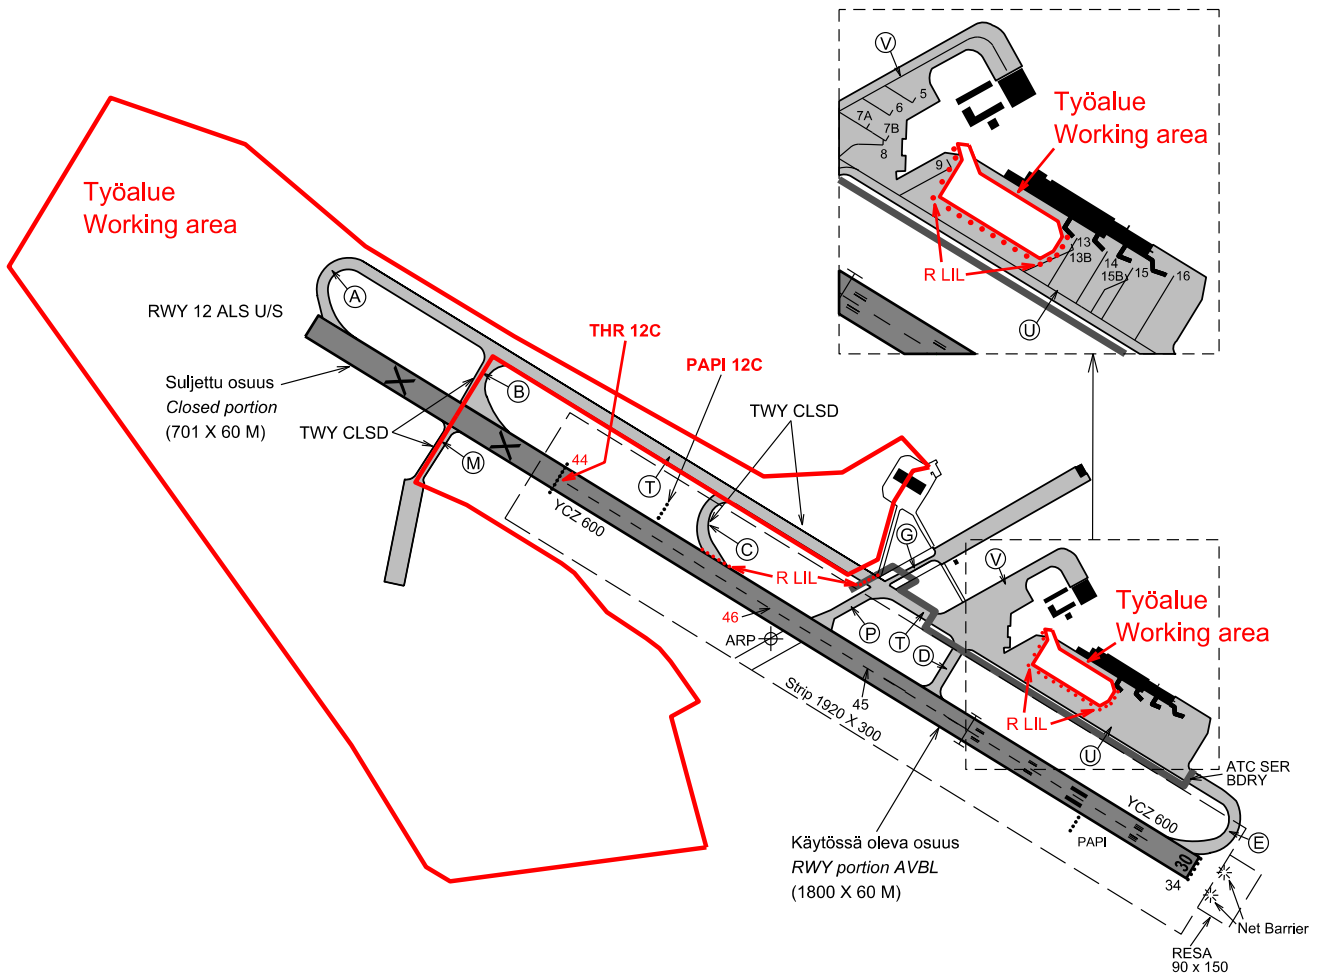 V
5
6
7A
7B
8
9
Työalue
Working area
13
13B
14
15B
15
16
R LIL
U
Työalue
Working area
A
RWY 12 ALS U/S
THR 12C
PAPI 12C
Suljettu osuus
Closed portion
(701 X 60 M)
B
TWY CLSD
TWY CLSD
M
44
T
YCZ 600
C
G
R LIL
V
46
ARP
P
T
D
Työalue
Working area
45
Strip 1920 X 300
R LIL
U
ATC SER
BDRY
YCZ 600
E
PAPI
Käytössä oleva osuus
RWY portion AVBL
(1800 X 60 M)
30
34
Net Barrier
RESA
90 x 150